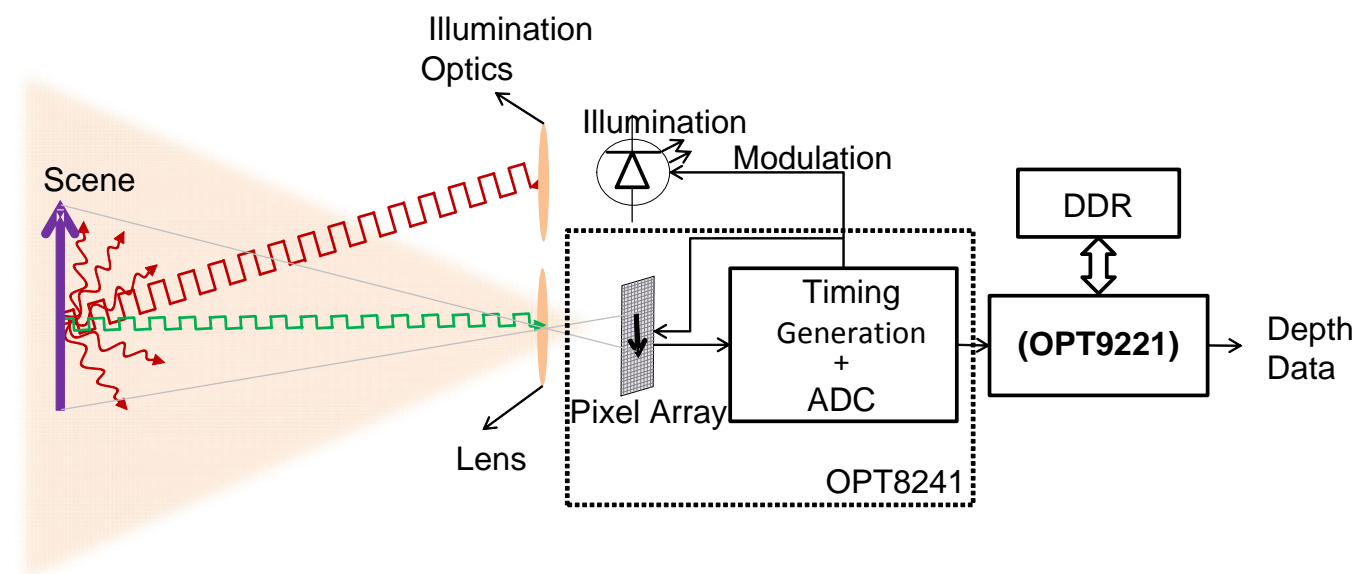 Illumination
Optics
Illumination
Modulation
Scene
DDR
Timing
Generation
+
ADC
(OPT9221)
Depth
Data
Pixel Array
Lens
OPT8241